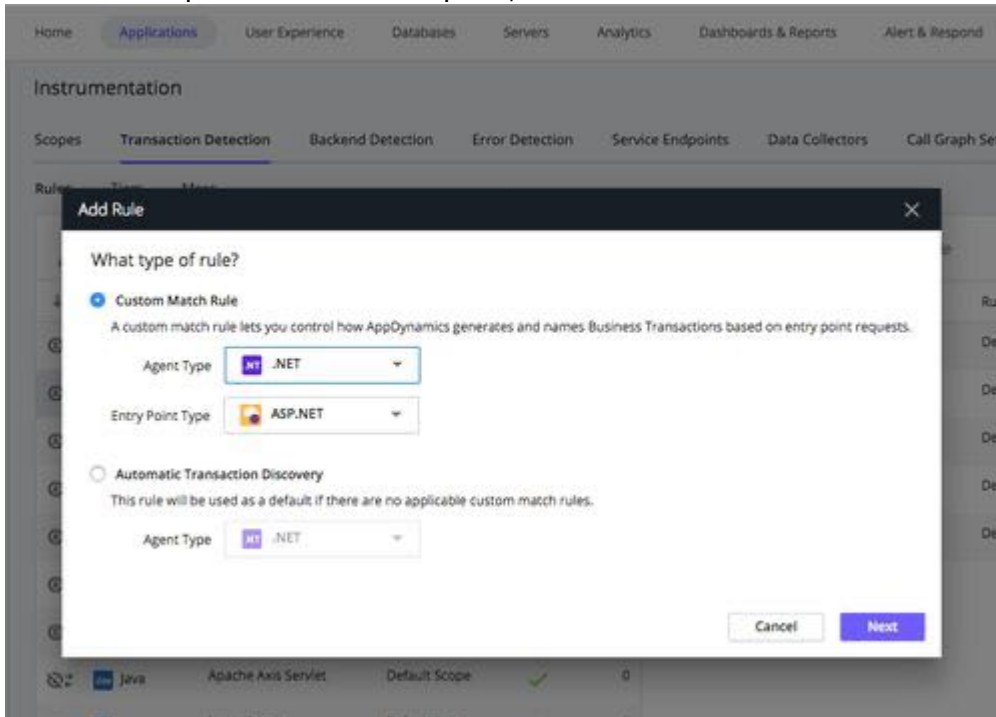 Home Applications User Experience Databases Servers Analytics Dashboards & Reports Alert & Respond
Instrumentation
Scopes Transaction Detection Backend Detection Error Detection Service Endpoints Data Collectors Call Graph Se
Rules
Add Rule
What type of rule?
Custom Match Rule
A custom match rule lets you control how AppDynamics generates and names Business Transactions based on entry point requests.
Agent Type .NET
Entry Point Type ASP.NET
Automatic Transaction Discovery
This rule will be used as a default if there are no applicable custom match rules.
Agent Type .NET
Cancel Next
Java Apache Axis Servlet Default Scope 0